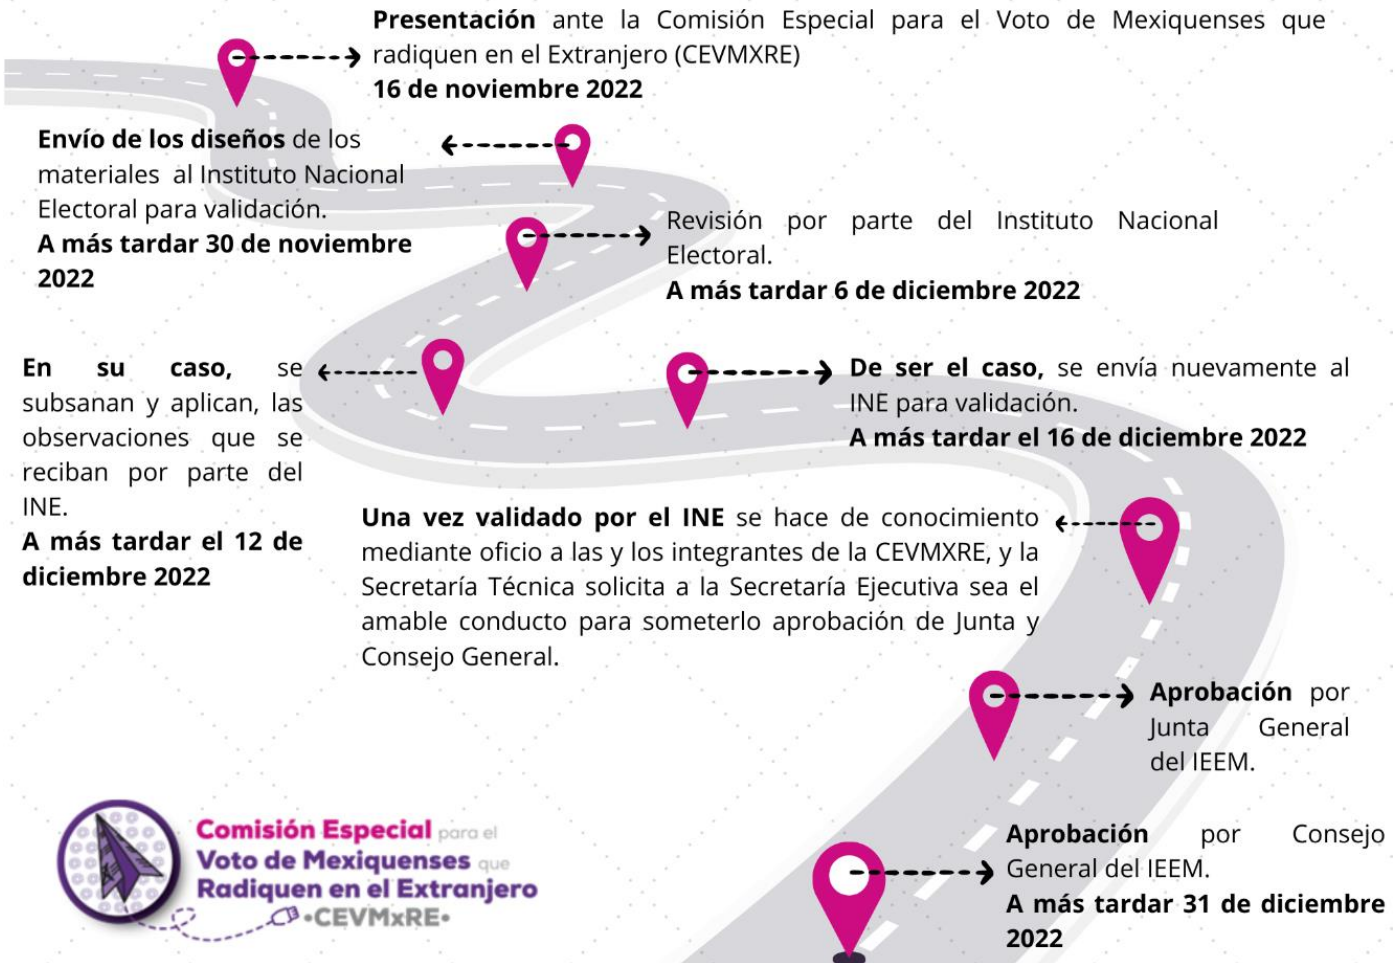 Presentación ante la Comisión Especial para el Voto de Mexiquenses que
radiquen en el Extranjero (CEVMXRE)
16 de noviembre 2022
Envío de los diseños de los
materiales al Instituto Nacional
Electoral para validación.
A más tardar 30 de noviembre
2022
Revisión por parte del Instituto Nacional
Electoral.
A más tardar 6 de diciembre 2022
En su caso, se
subsanan y aplican, las
observaciones que se
reciban por parte del
INE.
A más tardar el 12 de
diciembre 2022
De ser el caso, se envía nuevamente al
INE para validación.
A más tardar el 16 de diciembre 2022
Una vez validado por el INE se hace de conocimiento
mediante oficio a las y los integrantes de la CEVMXRE, y la
Secretaría Técnica solicita a la Secretaría Ejecutiva sea el
amable conducto para someterlo aprobación de Junta y
Consejo General.
Aprobación por
Junta General
del IEEM.
Aprobación por Consejo
General del IEEM.
A más tardar 31 de diciembre
2022
Comisión Especial para el
Voto de Mexiquenses que
Radiquen en el Extranjero
•CEVMxRE•